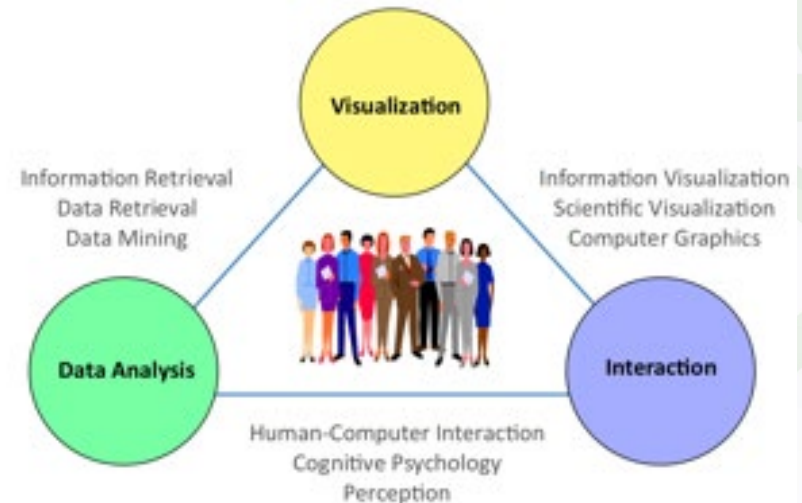 Visualization
Information Retrieval
Data Retrieval
Data Mining
Information Visualization
Scientific Visualization
Computer Graphics
Data Analysis
Interaction
Human-Computer Interaction
Cognitive Psychology
Perception